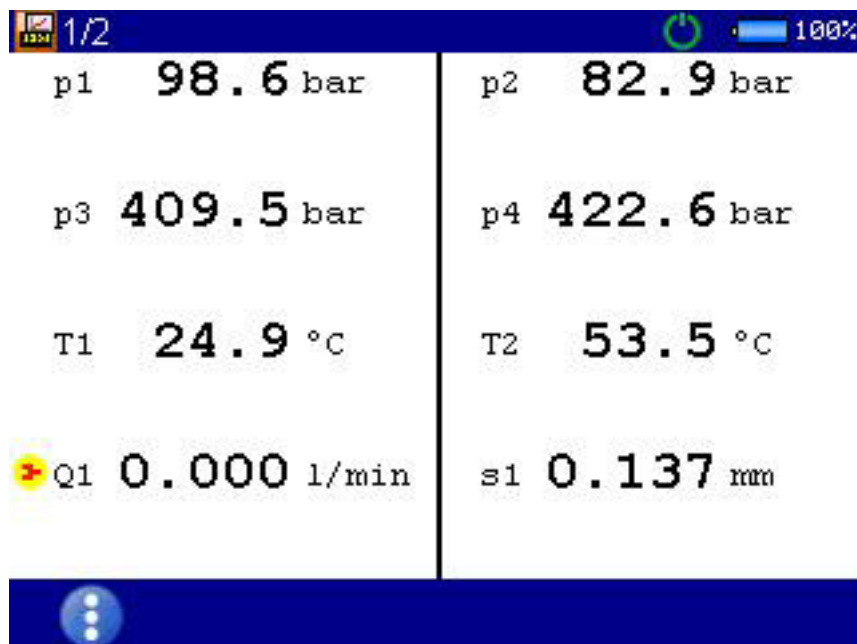 1/2 100%
p1 98.6 bar p2 82.9 bar
p3 409.5 bar p4 422.6 bar
T1 24.9 °C T2 53.5 °C
Q1 0.000 l/min s1 0.137 mm